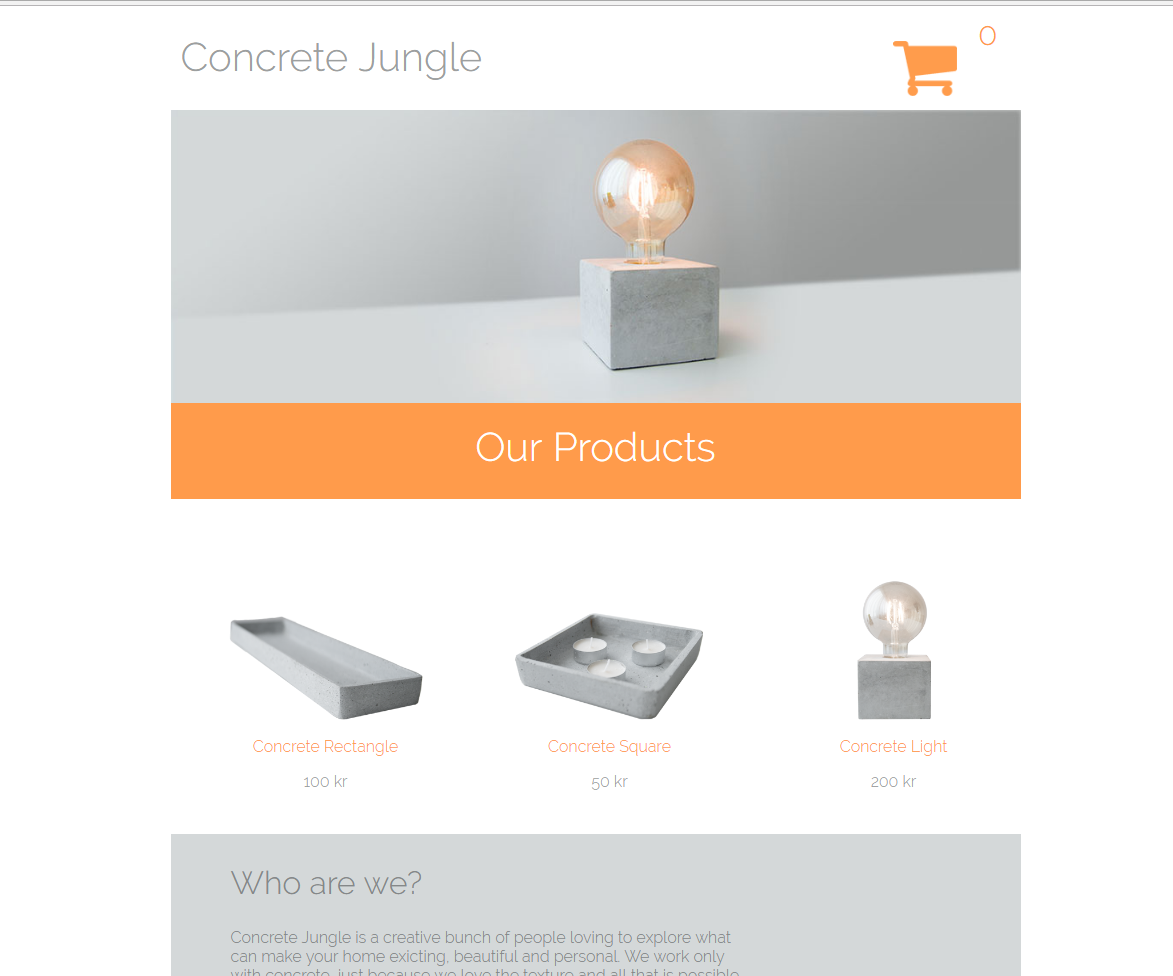 Concrete Jungle
0
Our Products
Concrete Rectangle
Concrete Square
Concrete Light
100 kr
50 kr
200 kr
Who are we?
Concrete Jungle is a creative bunch of people loving to explore what
can make your home exicting, beautiful and personal. We work only
with concrete, just because we love the texture and all that is possible